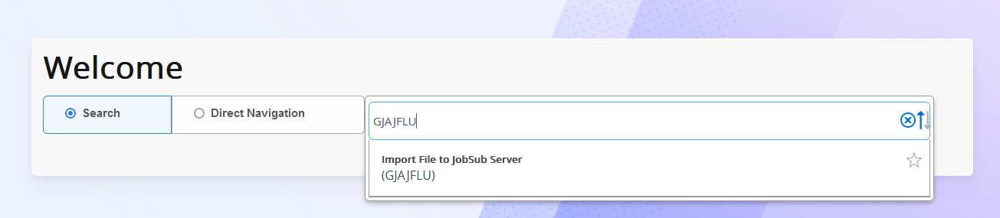 Welcome
Search
Direct Navigation
GJAJFLU
Import File to JobSub Server
(GJAJFLU)